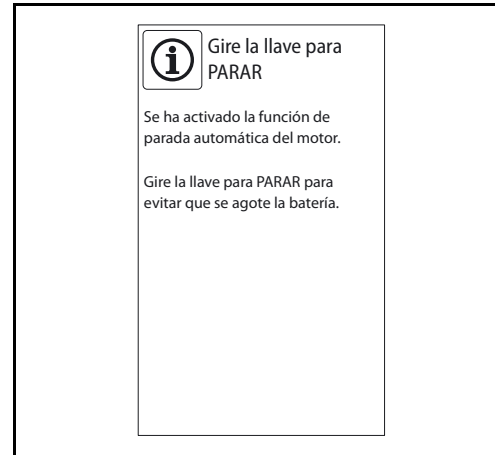 Gire la llave para
PARAR
Se ha activado la función de
parada automática del motor.
Gire la llave para PARAR para
evitar que se agote la batería.